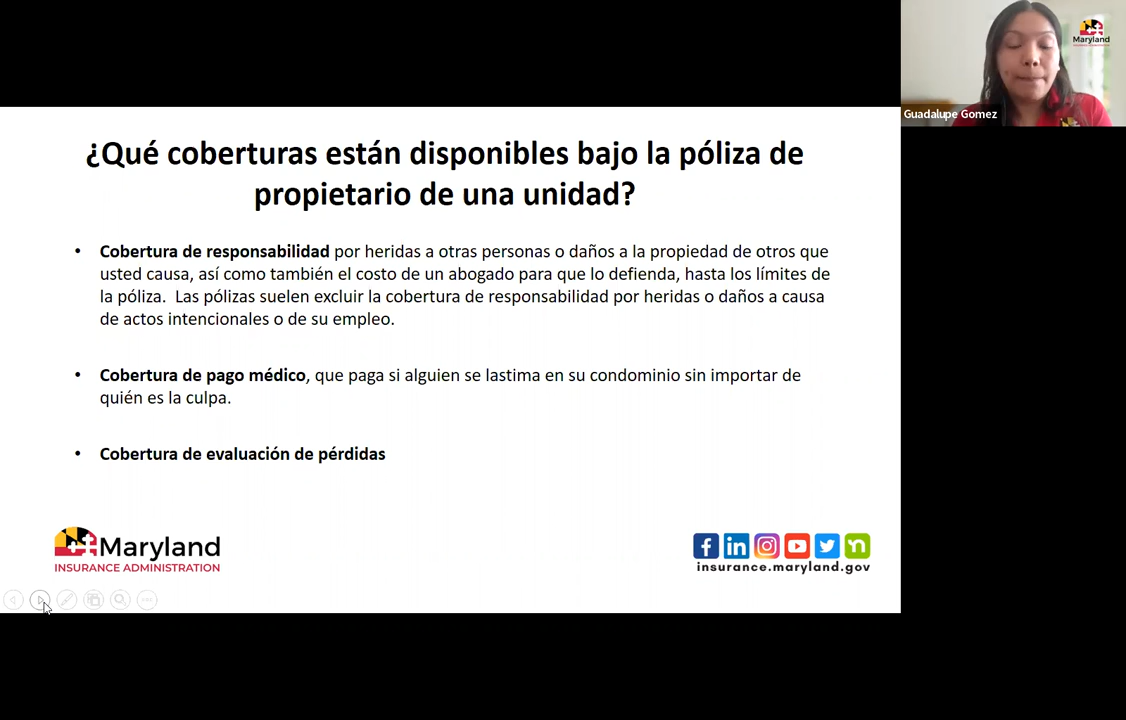 Maryland
Guadalupe Gomez
¿Qué coberturas están disponibles bajo la póliza de
propietario de una unidad?
• Cobertura de responsabilidad por heridas a otras personas o daños a la propiedad de otros que
usted causa, así como también el costo de un abogado para que lo defienda, hasta los límites de
la póliza. Las pólizas suelen excluir la cobertura de responsabilidad por heridas o daños a causa
de actos intencionales o de su empleo.
• Cobertura de pago médico, que paga si alguien se lastima en su condominio sin importar de
quién es la culpa.
• Cobertura de evaluación de pérdidas
Maryland
INSURANCE ADMINISTRATION
insurance.maryland.gov